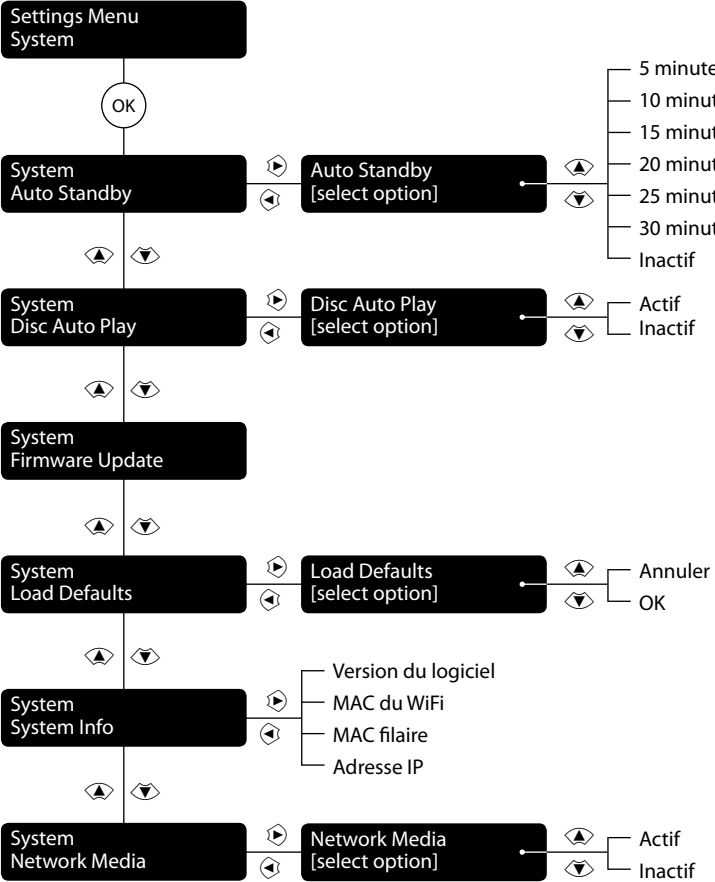 Settings Menu
System
OK
System
Auto Standby
Auto Standby
[select option]
5 minute
10 minut
15 minut
20 minut
25 minut
30 minut
Inactif
System
Disc Auto Play
Disc Auto Play
[select option]
Actif
Inactif
System
Firmware Update
System
Load Defaults
Load Defaults
[select option]
Annuler
OK
System
System Info
Version du logiciel
MAC du WiFi
MAC filaire
Adresse IP
System
Network Media
Network Media
[select option]
Actif
Inactif